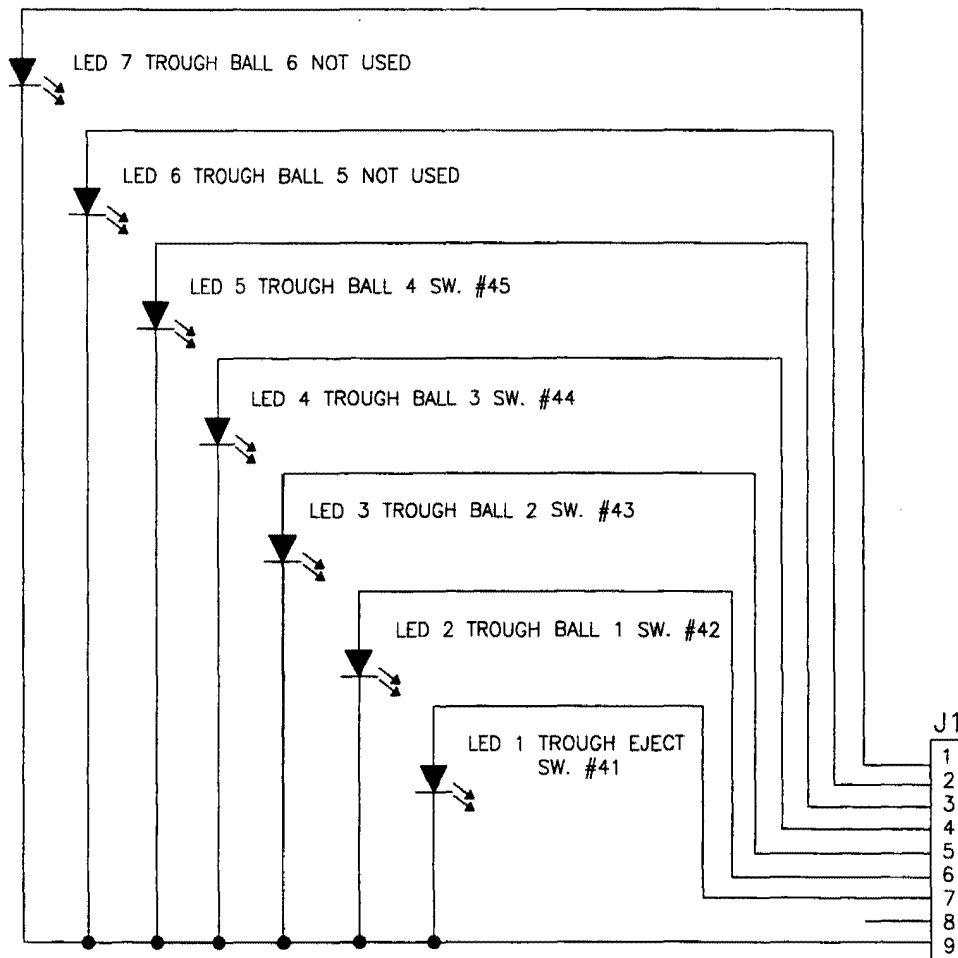 LED 7 TROUGH BALL 6 NOT USED
LED 6 TROUGH BALL 5 NOT USED
LED 5 TROUGH BALL 4 SW. #45
LED 4 TROUGH BALL 3 SW. #44
LED 3 TROUGH BALL 2 SW. #43
LED 2 TROUGH BALL 1 SW. #42
LED 1 TROUGH EJECT
SW. #41
J1
1
2
3
4
5
6
7
8
9